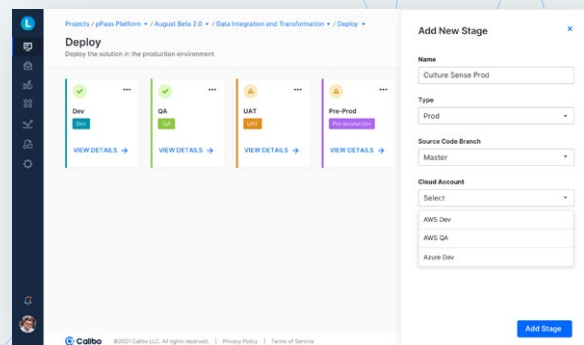 L
Projects / pPaas Platform / August Beta 2.0 / Data Integration and Transformation / Deploy
Deploy
Deploy the solution in the production environment
Dev
Dev
VIEW DETAILS
QA
QA
VIEW DETAILS
UAT
UAT
VIEW DETAILS
Pre-Prod
Pre-production
VIEW DETAILS
Calibo ©2021 Calibo LLC. All rights reserved. | Privacy Policy | Terms of Service
Add New Stage
Name
Culture Sense Prod
Type
Prod
Source Code Branch
Master
Cloud Account
Select
AWS Dev
AWS QA
Azure Dev
Add Stage